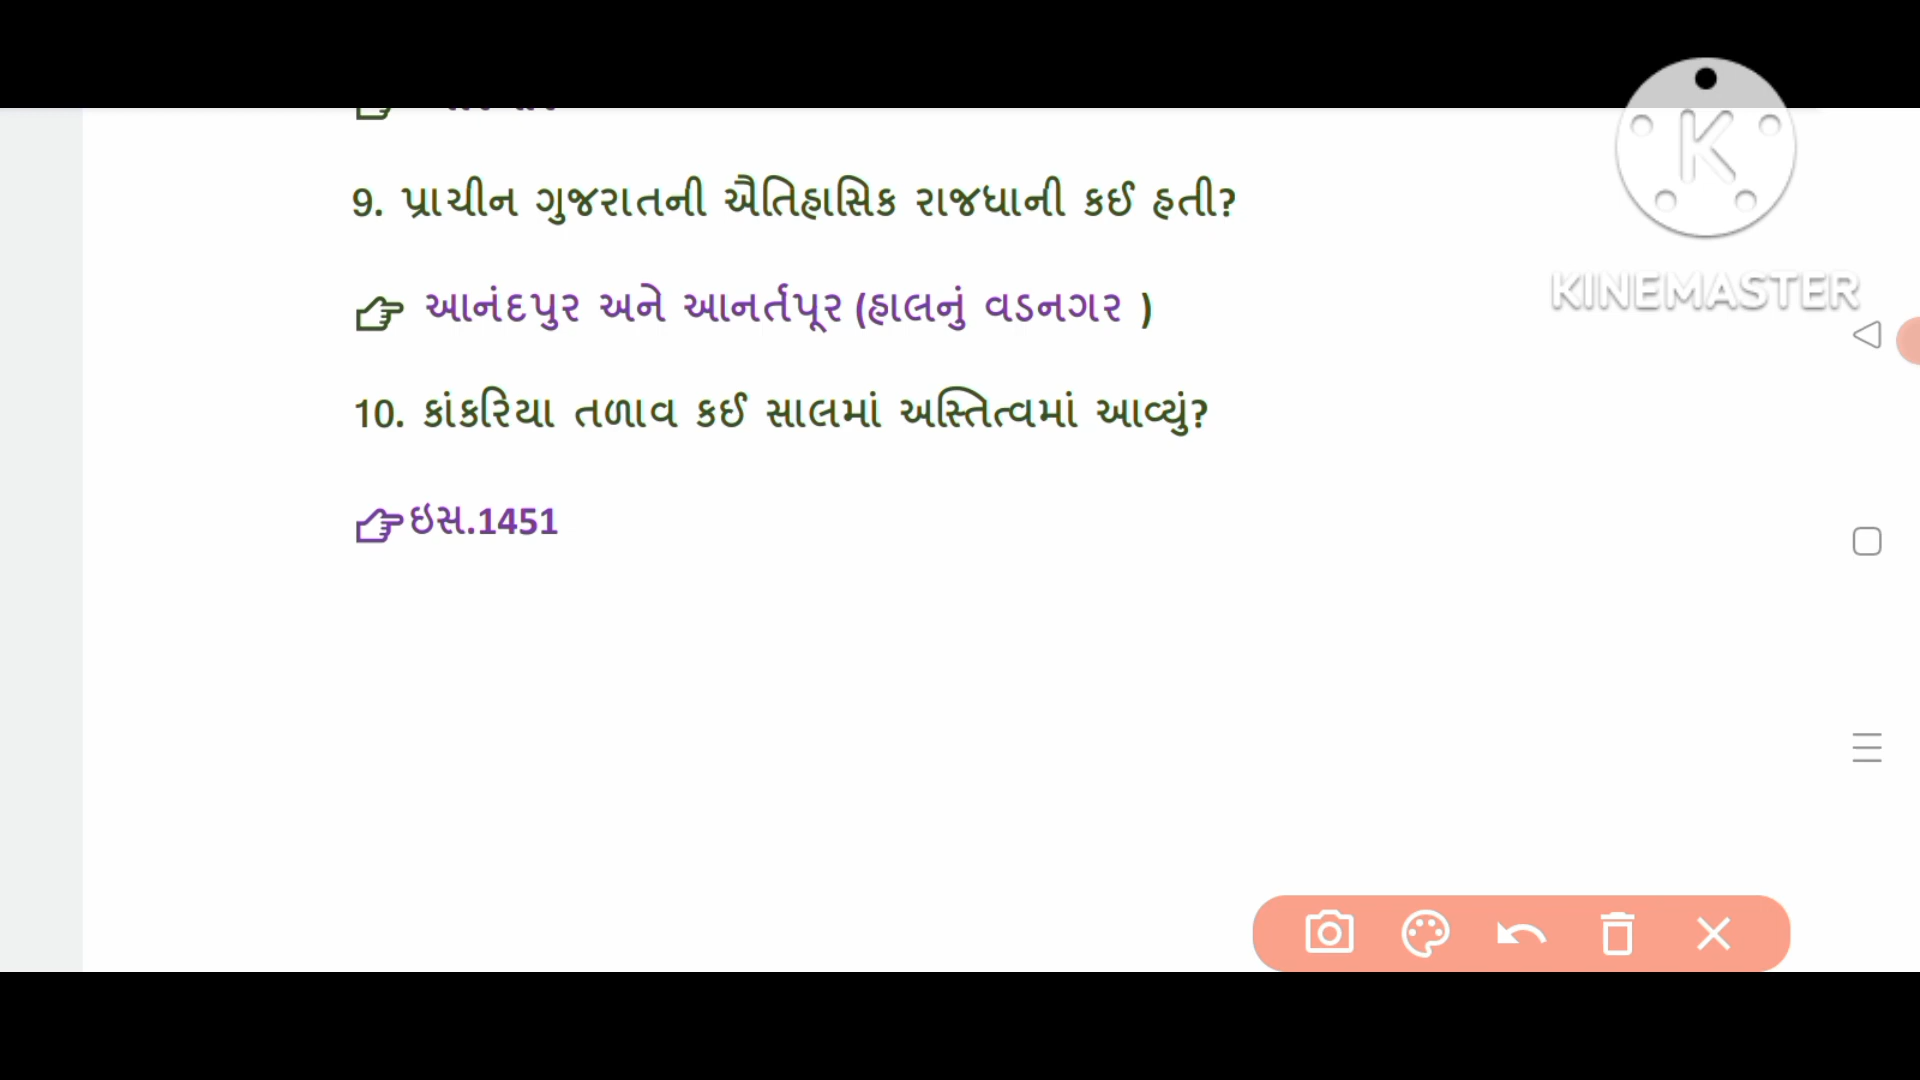 9. પ્રાચીન ગુજરાતની ઐતિહાસિક રાજધાની કઈ હતી?
આનંદપુર અને આનર્તપૂર (હાલનું વડનગર )
10. કાંકરિયા તળાવ કઈ સાલમાં અસ્તિત્વમાં આવ્યું?
ઇસ.1451
K
KINEMASTER